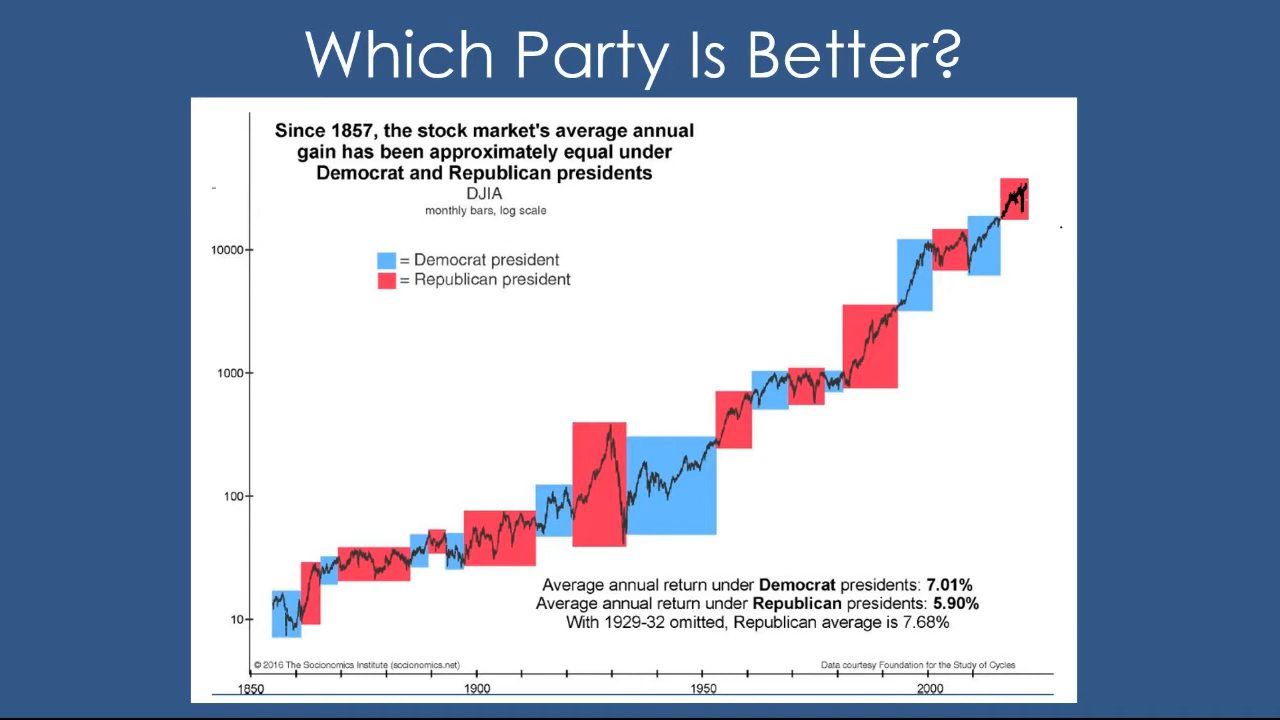 Which Party Is Better?
Since 1857, the stock market's average annual
gain has been approximately equal under
Democrat and Republican presidents
DJIA
monthly bars, log scale
= Democrat president
= Republican president
10000
1000
100
10
Average annual return under Democrat presidents: 7.01%
Average annual return under Republican presidents: 5.90%
With 1929-32 omitted, Republican average is 7.68%
© 2016 The Socionomics Institute (socionomics.net)
Data courtesy Foundation for the Study of Cycles
1850 1900 1950 2000